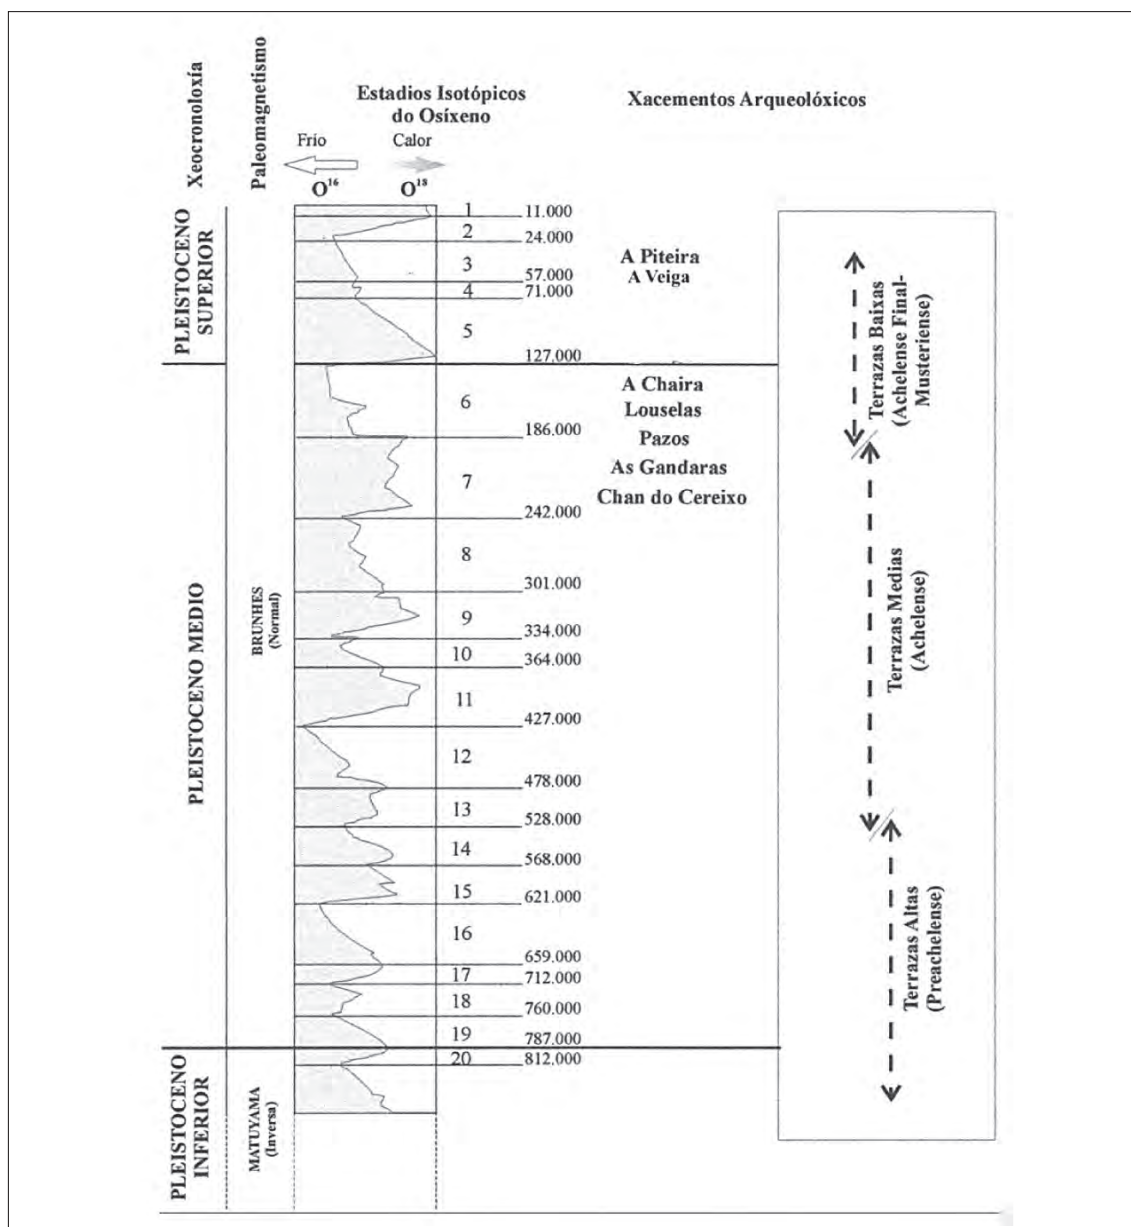 Xeocronoloxía
Paleomagnetismo
Estadios Isotópicos
do Osíxeno
Xacementos Arqueolóxicos
Frío
Calor
O¹⁶
O¹⁸
PLEISTOCENO
SUPERIOR
1
11.000
2
24.000
3
57.000
4
71.000
5
127.000
A Piteira
A Veiga
PLEISTOCENO MEDIO
BRUNHES
(Normal)
6
186.000
7
242.000
8
301.000
9
334.000
10
364.000
11
427.000
12
478.000
13
528.000
14
568.000
15
621.000
16
659.000
17
712.000
18
760.000
19
787.000
20
812.000
A Chaira
Louselas
Pazos
As Gandaras
Chan do Cereixo
PLEISTOCENO
INFERIOR
MATUYAMA
(Inversa)
Terrazas Baixas
(Achelense Final-
Musteriense)
Terrazas Medias
(Achelense)
Terrazas Altas
(Preachelense)